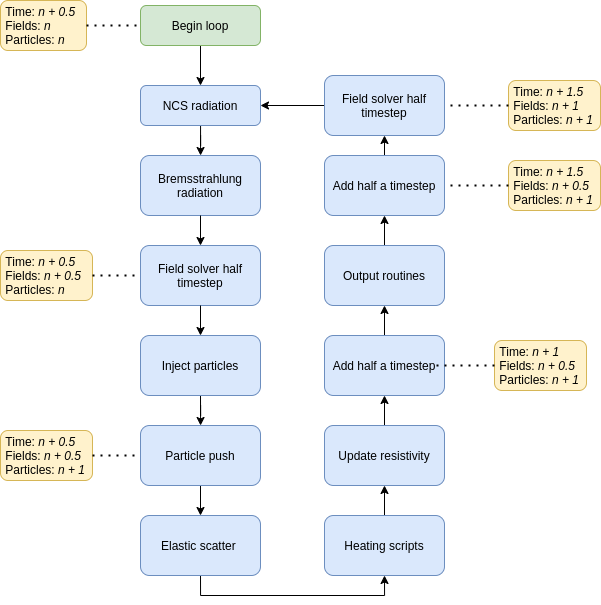 Time: n + 0.5
Fields: n
Particles: n
Begin loop
NCS radiation
Bremsstrahlung
radiation
Time: n + 0.5
Fields: n + 0.5
Particles: n
Field solver half
timestep
Inject particles
Time: n + 0.5
Fields: n + 0.5
Particles: n + 1
Particle push
Elastic scatter
Heating scripts
Update resistivity
Add half a timestep
Time: n + 1
Fields: n + 0.5
Particles: n + 1
Output routines
Add half a timestep
Time: n + 1.5
Fields: n + 0.5
Particles: n + 1
Field solver half
timestep
Time: n + 1.5
Fields: n + 1
Particles: n + 1